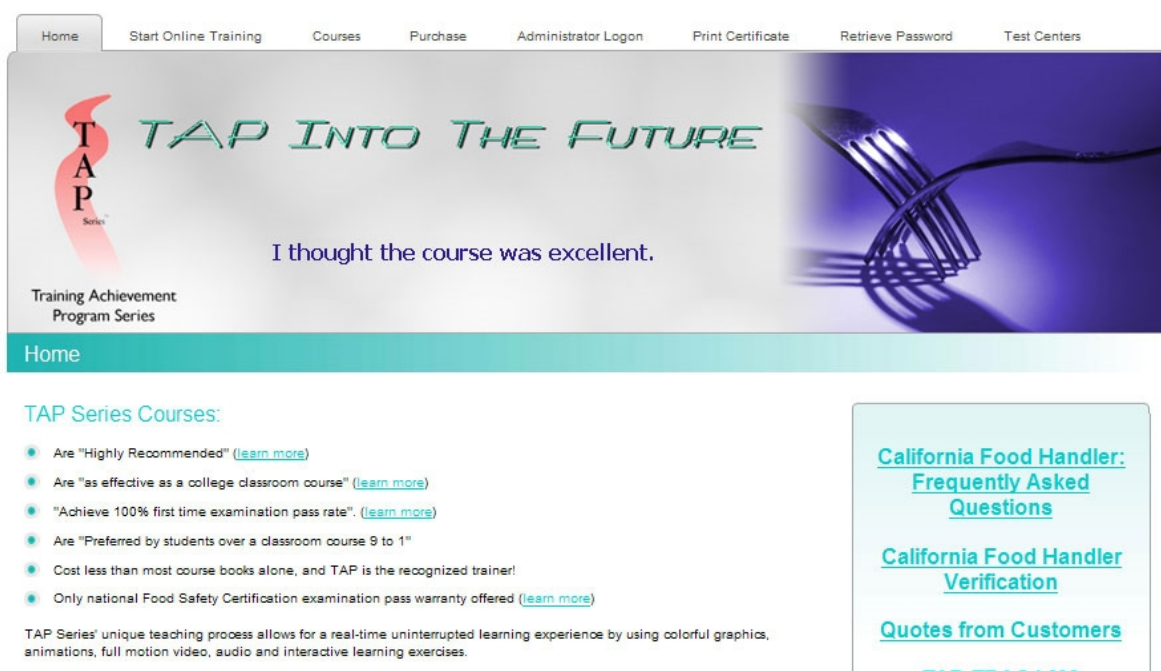 Home Start Online Training Courses Purchase Administrator Logon Print Certificate Retrieve Password Test Centers
TAP Into The Future
T
A
P
Series™
I thought the course was excellent.
Training Achievement
Program Series
Home
TAP Series Courses:
Are "Highly Recommended" (learn more)
Are "as effective as a college classroom course" (learn more)
"Achieve 100% first time examination pass rate". (learn more)
Are "Preferred by students over a classroom course 9 to 1"
Cost less than most course books alone, and TAP is the recognized trainer!
Only national Food Safety Certification examination pass warranty offered (learn more)
TAP Series' unique teaching process allows for a real-time uninterrupted learning experience by using colorful graphics,
animations, full motion video, audio and interactive learning exercises.
California Food Handler:
Frequently Asked
Questions
California Food Handler
Verification
Quotes from Customers